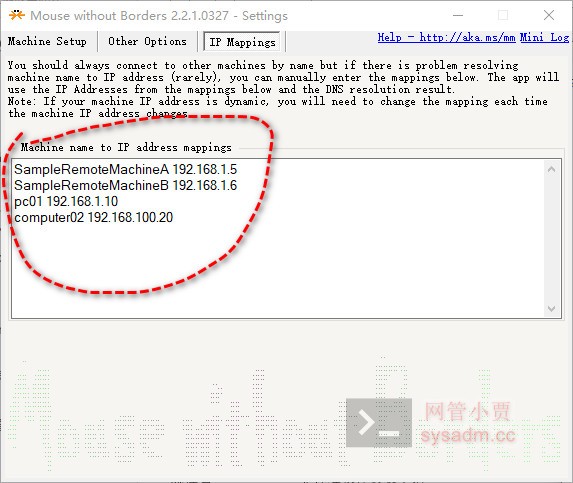 Mouse without Borders 2.2.1.0327 - Settings
Machine Setup Other Options IP Mappings Help - http://aka.ms/mm Mini Log
You should always connect to other machines by name but if there is problem resolving
machine name to IP address (rarely), you can manually enter the mappings below. The app will
use the IP Addresses from the mappings below and the DNS resolution result.
Note: If your machine IP address is dynamic, you will need to change the mapping each time
the machine IP address changes.
Machine name to IP address mappings
SampleRemoteMachineA 192.168.1.5
SampleRemoteMachineB 192.168.1.6
pc01 192.168.1.10
computer02 192.168.100.20
Mouse without Borders
网管小贾
sysadm.cc